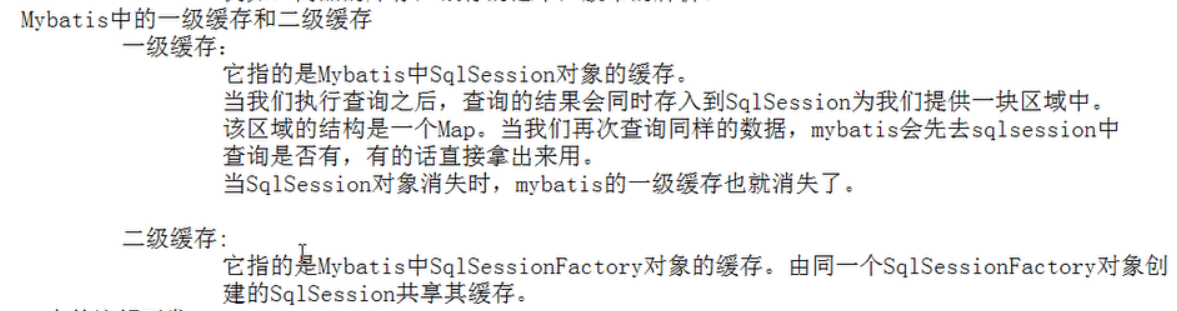 Mybatis中的一级缓存和二级缓存
一级缓存：
它指的是Mybatis中SqlSession对象的缓存。
当我们执行查询之后，查询的结果会同时存入到SqlSession为我们提供一块区域中。
该区域的结构是一个Map。当我们再次查询同样的数据，mybatis会先去sqlsession中
查询是否有，有的话直接拿出来用。
当SqlSession对象消失时，mybatis的一级缓存也就消失了。
二级缓存:
它指的是Mybatis中SqlSessionFactory对象的缓存。由同一个SqlSessionFactory对象创
建的SqlSession共享其缓存。